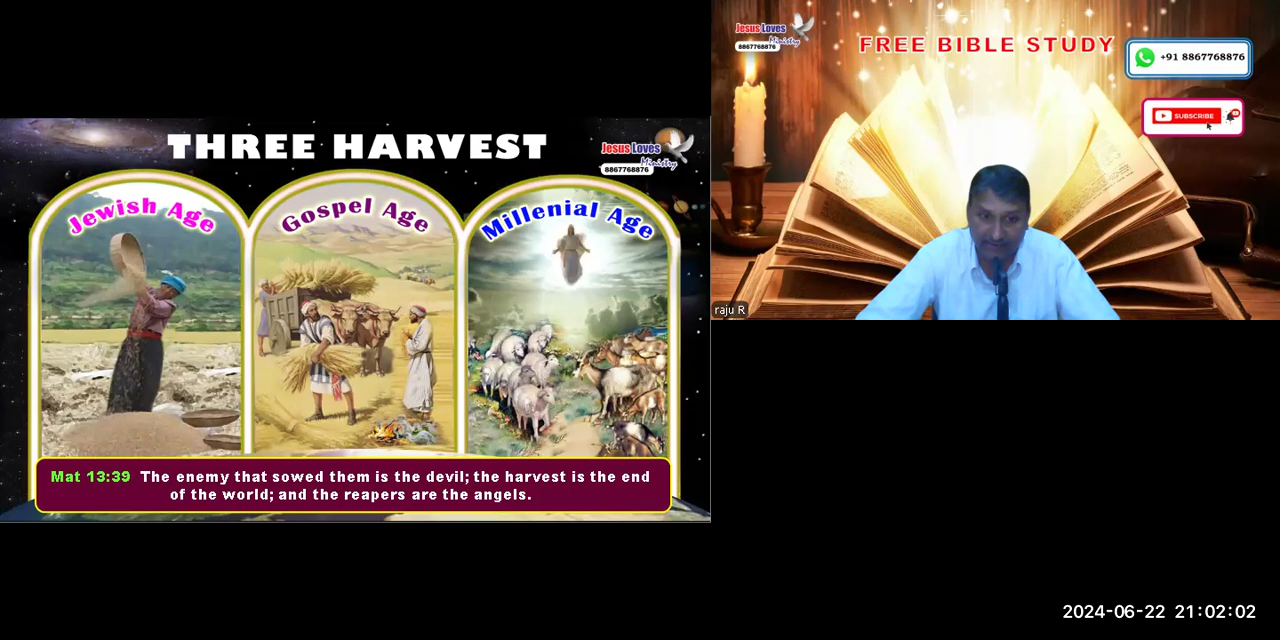 THREE HARVEST
Jesus Loves
Ministry
8867768876
Jewish Age
Gospel Age
Millenial Age
Mat 13:39 The enemy that sowed them is the devil; the harvest is the end
of the world; and the reapers are the angels.
Jesus Loves
Ministry
8867768876
FREE BIBLE STUDY
+91 8867768876
SUBSCRIBE
raju R
2024-06-22 21:02:02